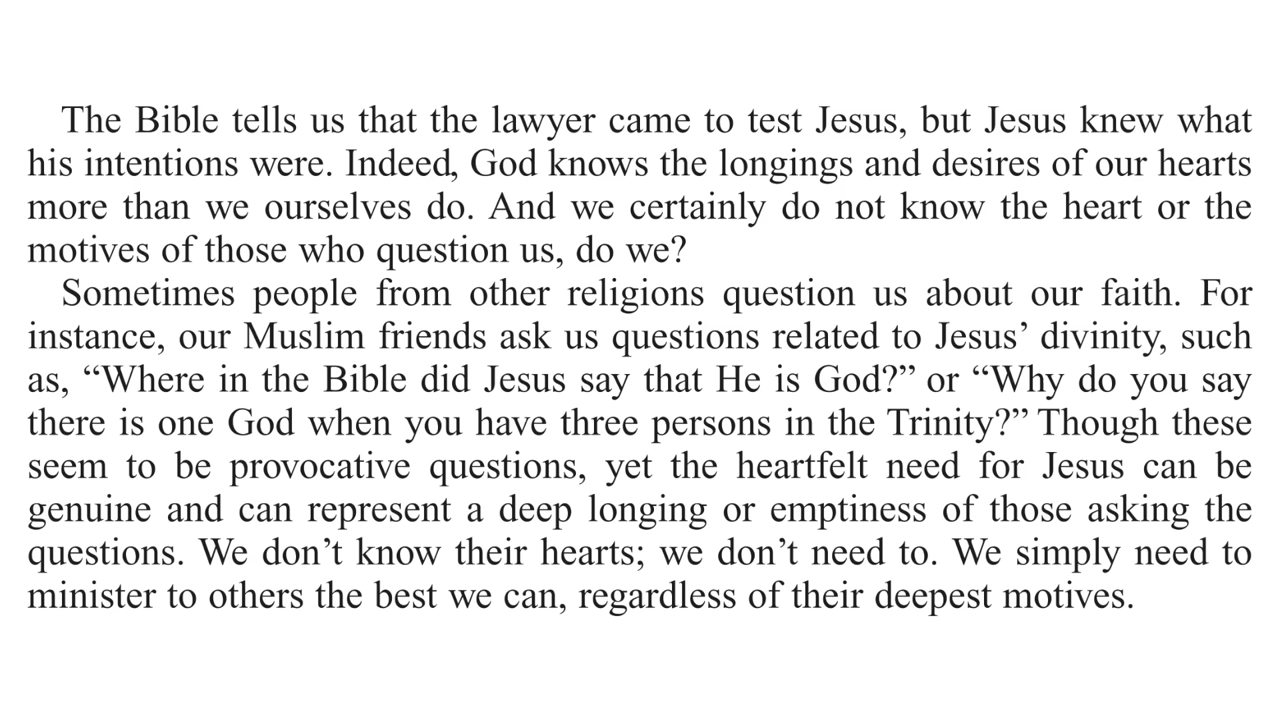 The Bible tells us that the lawyer came to test Jesus, but Jesus knew what
his intentions were. Indeed, God knows the longings and desires of our hearts
more than we ourselves do. And we certainly do not know the heart or the
motives of those who question us, do we?
Sometimes people from other religions question us about our faith. For
instance, our Muslim friends ask us questions related to Jesus’ divinity, such
as, “Where in the Bible did Jesus say that He is God?” or “Why do you say
there is one God when you have three persons in the Trinity?” Though these
seem to be provocative questions, yet the heartfelt need for Jesus can be
genuine and can represent a deep longing or emptiness of those asking the
questions. We don’t know their hearts; we don’t need to. We simply need to
minister to others the best we can, regardless of their deepest motives.